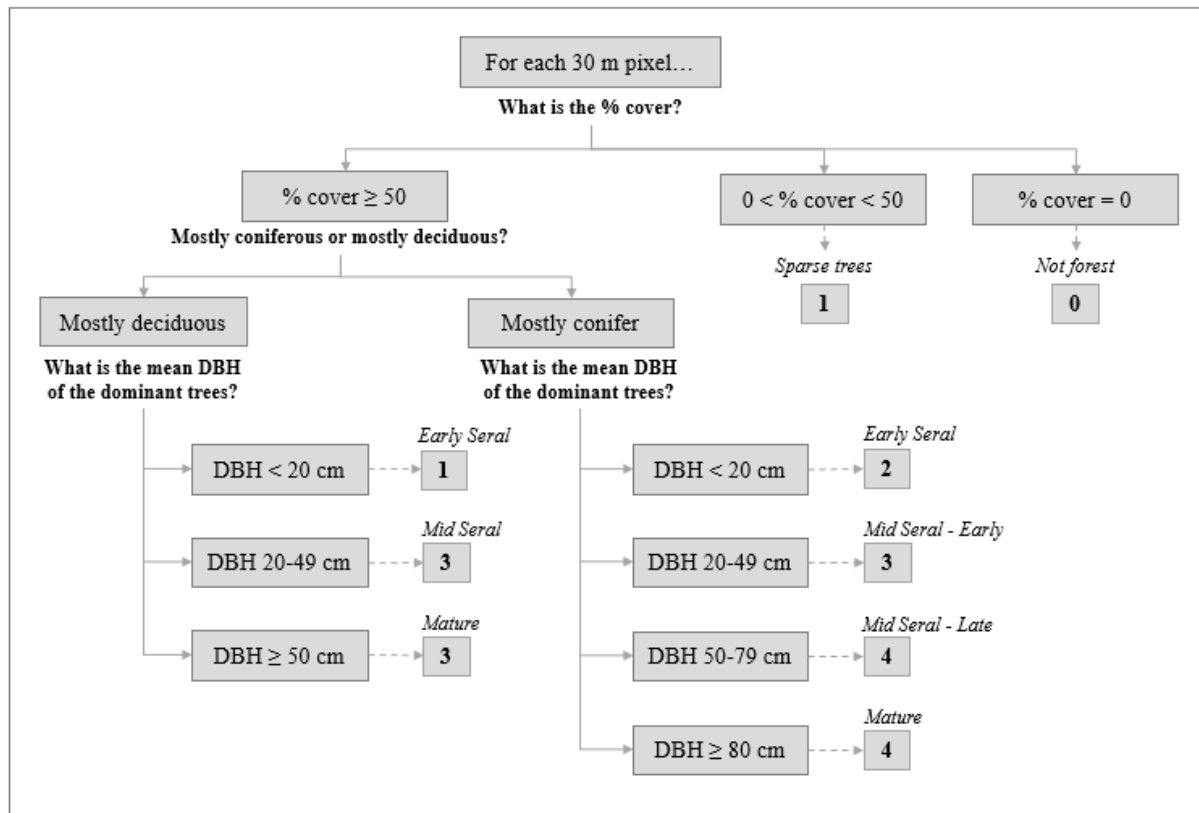 For each 30 m pixel…
What is the % cover?
% cover ≥ 50
0 < % cover < 50
% cover = 0
Mostly coniferous or mostly deciduous?
Sparse trees
1
Not forest
0
Mostly deciduous
What is the mean DBH
of the dominant trees?
Early Seral
DBH < 20 cm
1
Mid Seral
DBH 20-49 cm
3
Mature
DBH ≥ 50 cm
3
Mostly conifer
What is the mean DBH
of the dominant trees?
Early Seral
DBH < 20 cm
2
Mid Seral - Early
DBH 20-49 cm
3
Mid Seral - Late
DBH 50-79 cm
4
Mature
DBH ≥ 80 cm
4